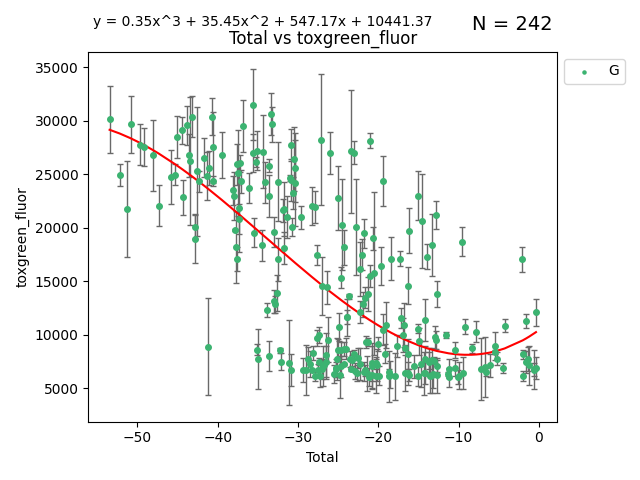 y = 0.35x^3 + 35.45x^2 + 547.17x + 10441.37
N = 242
Total vs toxgreen_fluor
G
35000
30000
25000
20000
15000
10000
5000
toxgreen_fluor
−50
−40
−30
−20
−10
0
Total